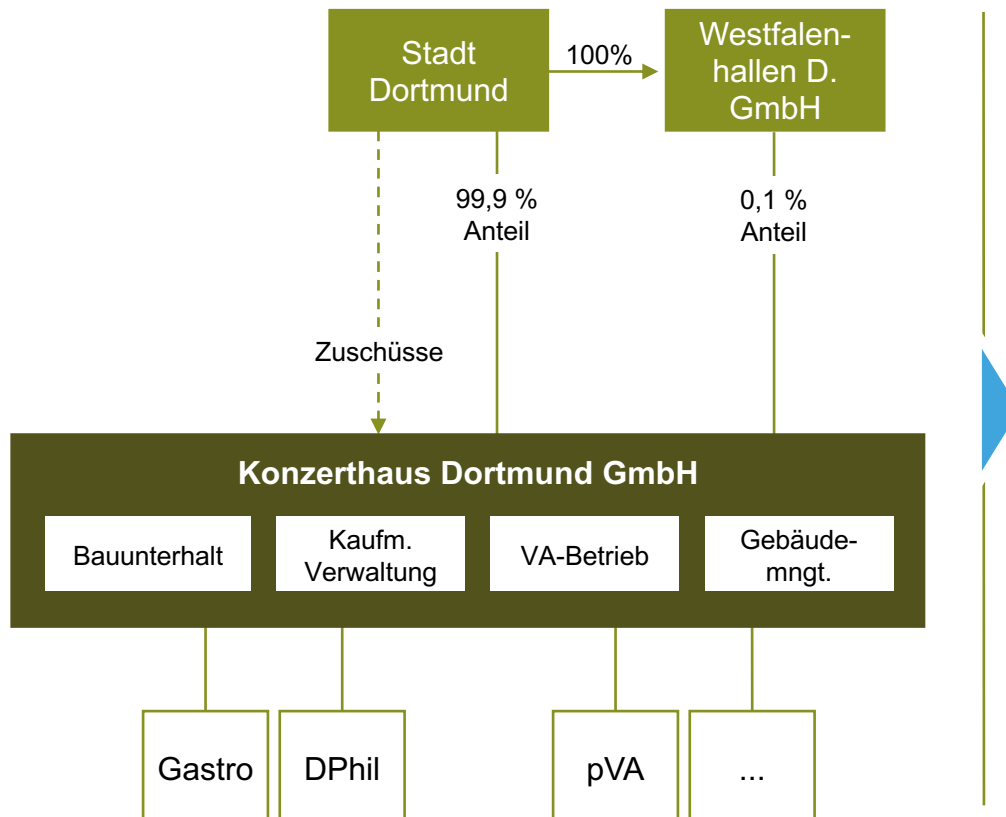 Stadt
Dortmund
100%
Westfalen-
hallen D.
GmbH
99,9 %
Anteil
0,1 %
Anteil
Zuschüsse
Konzerthaus Dortmund GmbH
Bauunterhalt
Kaufm.
Verwaltung
VA-Betrieb
Gebäude-
mngt.
Gastro
DPhil
pVA
...